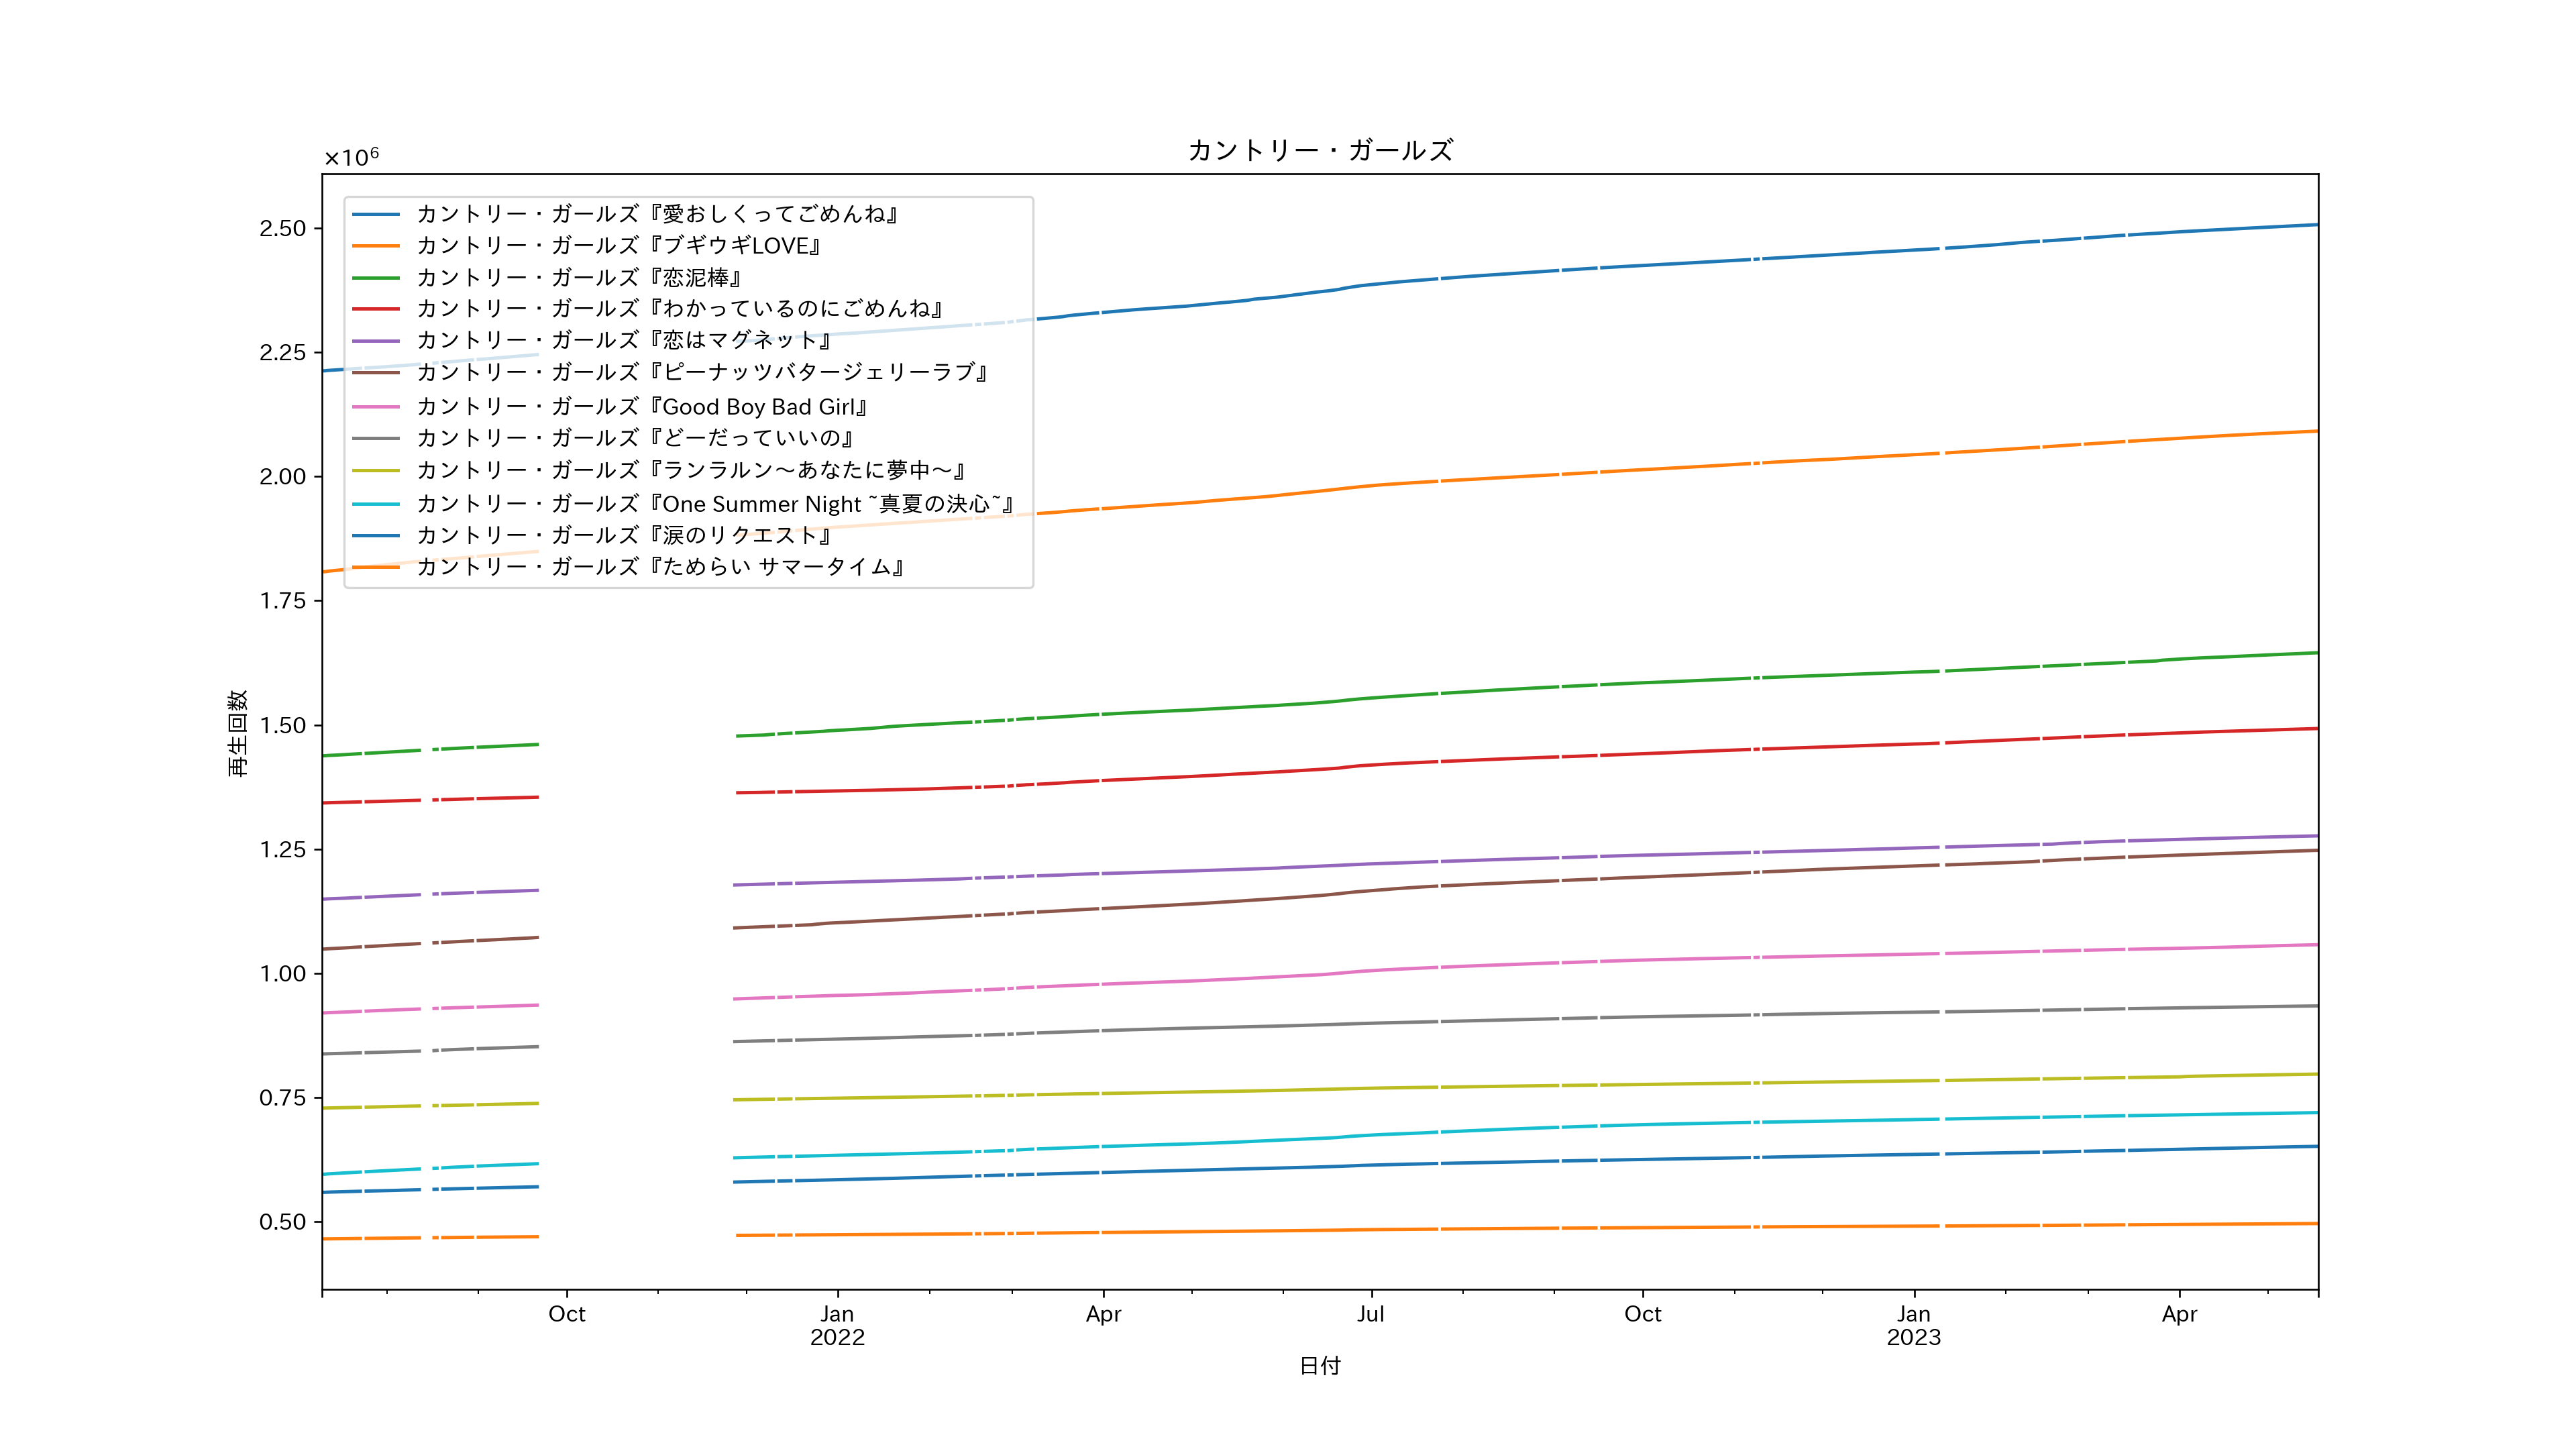 カントリー・ガールズ
×10⁶
カントリー・ガールズ『愛おしくってごめんね』
カントリー・ガールズ『ブギウギLOVE』
カントリー・ガールズ『恋泥棒』
カントリー・ガールズ『わかっているのにごめんね』
カントリー・ガールズ『恋はマグネット』
カントリー・ガールズ『ピーナッツバタージェリーラブ』
カントリー・ガールズ『Good Boy Bad Girl』
カントリー・ガールズ『どーだっていいの』
カントリー・ガールズ『ランラルン〜あなたに夢中〜』
カントリー・ガールズ『One Summer Night ~真夏の決心~』
カントリー・ガールズ『涙のリクエスト』
カントリー・ガールズ『ためらい サマータイム』
2.50
2.25
2.00
1.75
1.50
1.25
1.00
0.75
0.50
再生回数
Oct Jan Apr Jul Oct Jan Apr
2022 2023
日付